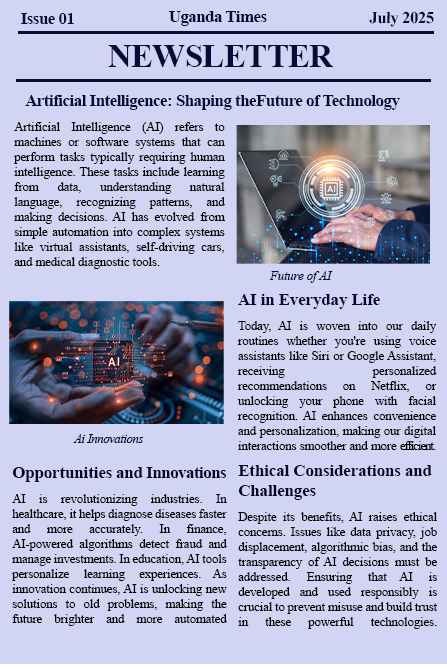 Issue 01
Uganda Times
July 2025
NEWSLETTER
Artificial Intelligence: Shaping theFuture of Technology
Artificial Intelligence (AI) refers to
machines or software systems that can
perform tasks typically requiring human
intelligence. These tasks include learning
from data, understanding natural
language, recognizing patterns, and
making decisions. AI has evolved from
simple automation into complex systems
like virtual assistants, self-driving cars,
and medical diagnostic tools.
AI
Future of AI
AI
Ai Innovations
AI in Everyday Life
Today, AI is woven into our daily
routines whether you're using voice
assistants like Siri or Google Assistant,
receiving personalized
recommendations on Netflix, or
unlocking your phone with facial
recognition. AI enhances convenience
and personalization, making our digital
interactions smoother and more efficient.
Opportunities and Innovations
AI is revolutionizing industries. In
healthcare, it helps diagnose diseases faster
and more accurately. In finance,
AI-powered algorithms detect fraud and
manage investments. In education, AI tools
personalize learning experiences. As
innovation continues, AI is unlocking new
solutions to old problems, making the
future brighter and more automated
Ethical Considerations and
Challenges
Despite its benefits, AI raises ethical
concerns. Issues like data privacy, job
displacement, algorithmic bias, and the
transparency of AI decisions must be
addressed. Ensuring that AI is
developed and used responsibly is
crucial to prevent misuse and build trust
in these powerful technologies.